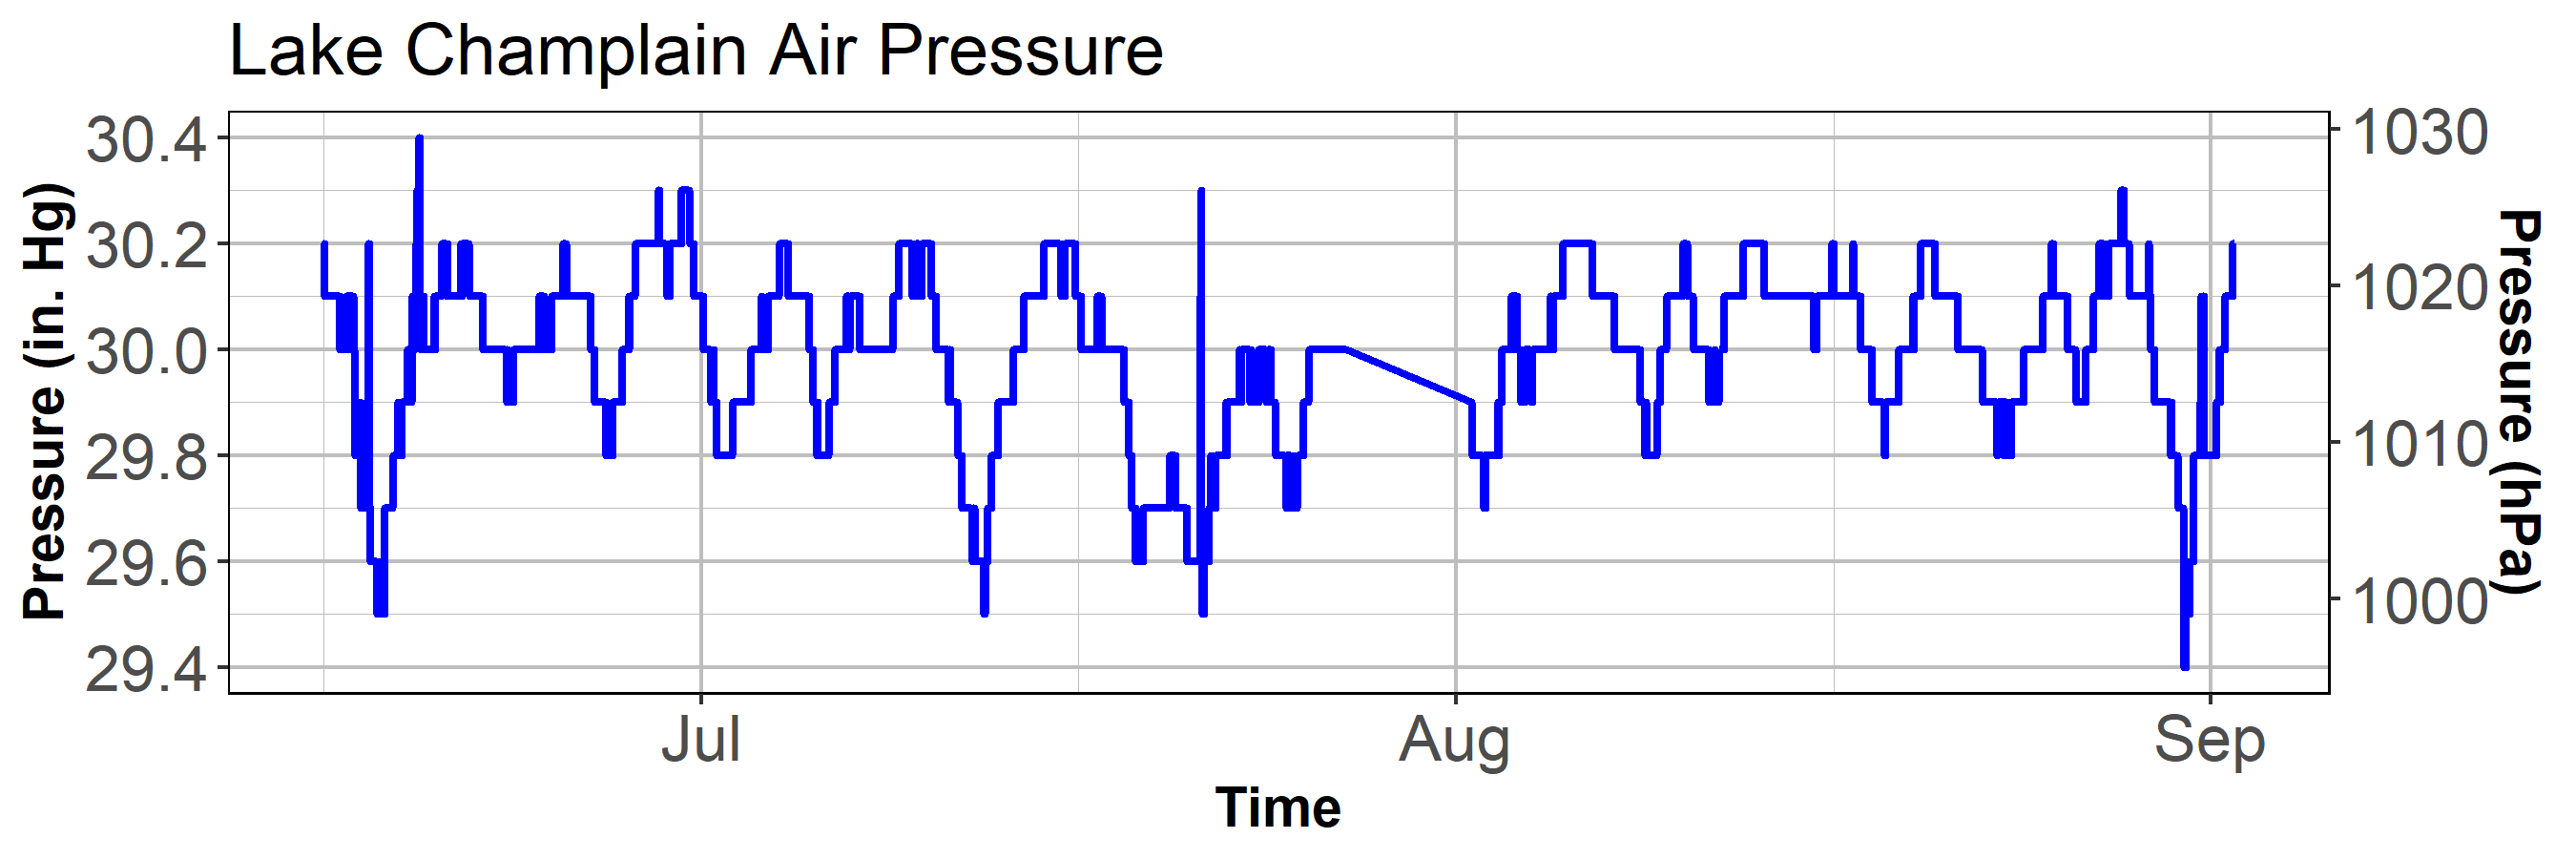 Lake Champlain Air Pressure
Pressure (in. Hg)
30.4
30.2
30.0
29.8
29.6
29.4
1030
1020
1010
1000
Pressure (hPa)
Jul
Aug
Sep
Time